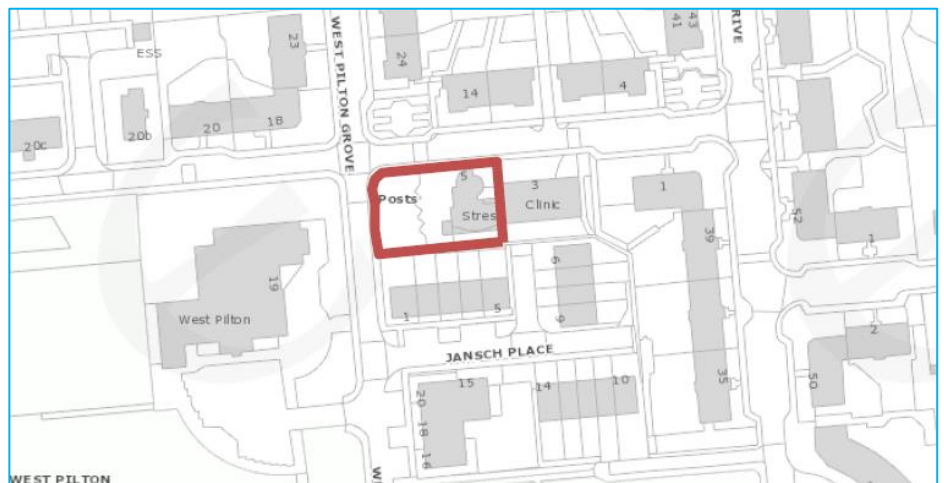 WEST PILTON GROVE
23
24
41
43
RIVE
ESS
14
4
20c
20b
20
18
5
3
1
Posts
Stres
Clinic
52
39
1
19
6
West Pilton
1
5
9
2
JANSCH PLACE
15
14
10
35
50
20
18
16
WEST PILTON